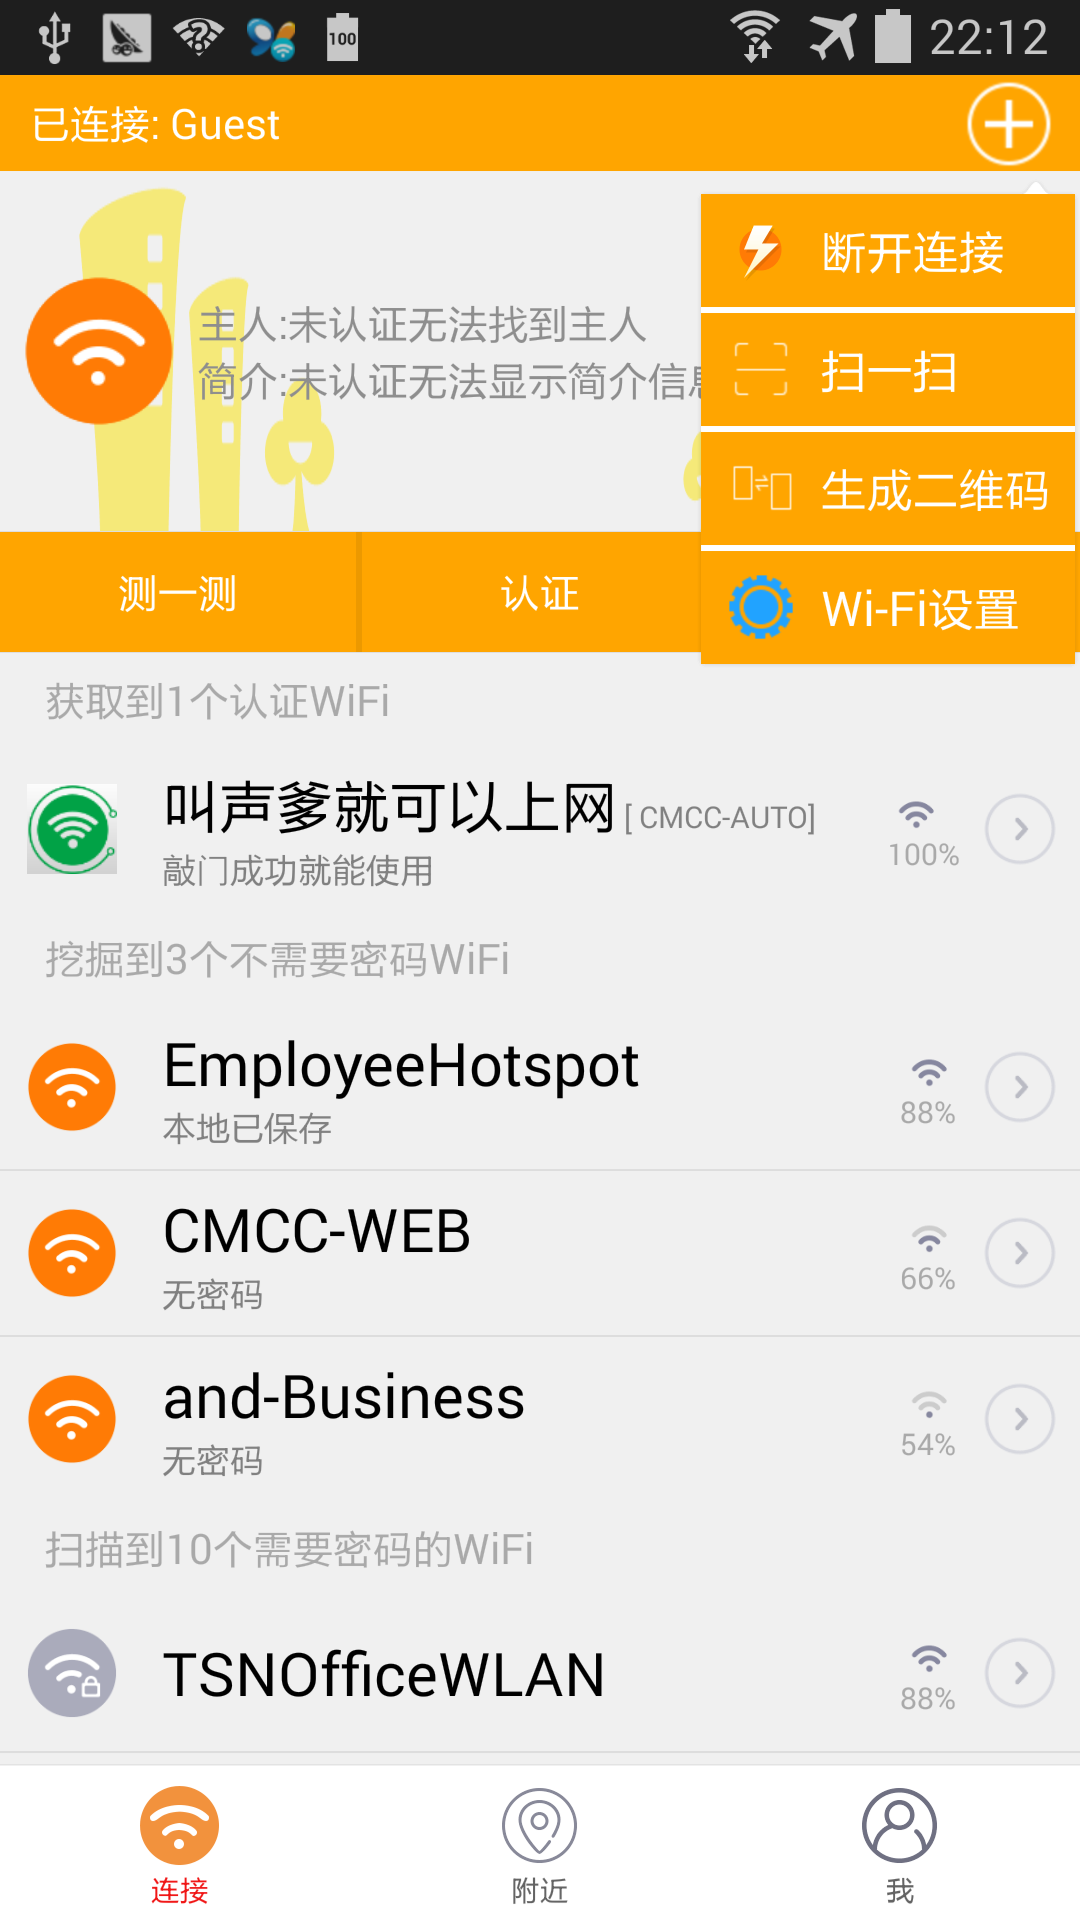 100
22:12
已连接: Guest
断开连接
扫一扫
生成二维码
Wi-Fi设置
主人:未认证无法找到主人
简介:未认证无法显示简介信息
测一测
认证
获取到1个认证WiFi
叫声爹就可以上网 [ CMCC-AUTO]
敲门成功就能使用
100%
挖掘到3个不需要密码WiFi
EmployeeHotspot
本地已保存
88%
CMCC-WEB
无密码
66%
and-Business
无密码
54%
扫描到10个需要密码的WiFi
TSNOfficeWLAN
88%
连接
附近
我